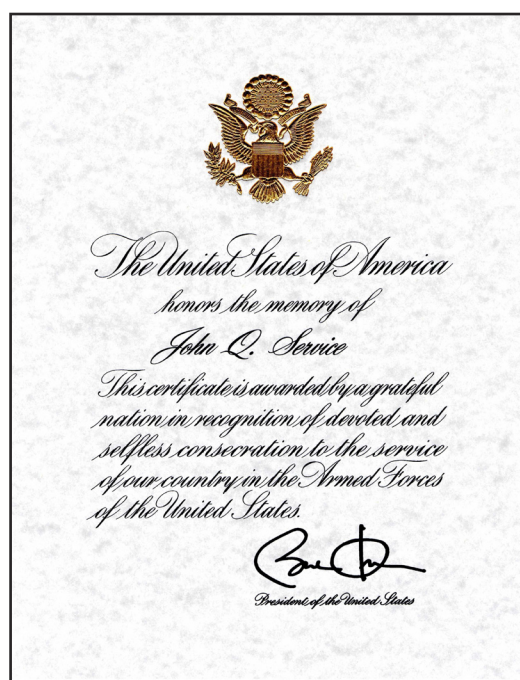 The United States of America
honors the memory of
John Q. Service
This certificate is awarded by a grateful
nation in recognition of devoted and
selfless consecration to the service
of our country in the Armed Forces
of the United States.
President of the United States